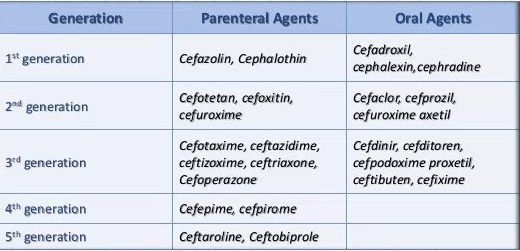 Generation Parenteral Agents Oral Agents
1st generation Cefazolin, Cephalothin Cefadroxil,
cephalexin,cephradine
2nd generation Cefotetan, cefoxitin, Cefaclor, cefprozil,
cefuroxime cefuroxime axetil
3rd generation Cefotaxime, ceftazidime, Cefdinir, cefditoren,
ceftizoxime, ceftriaxone, cefpodoxime proxetil,
Cefoperazone ceftibuten, cefixime
4th generation Cefepime, cefpirome
5th generation Ceftaroline, Ceftobiprole